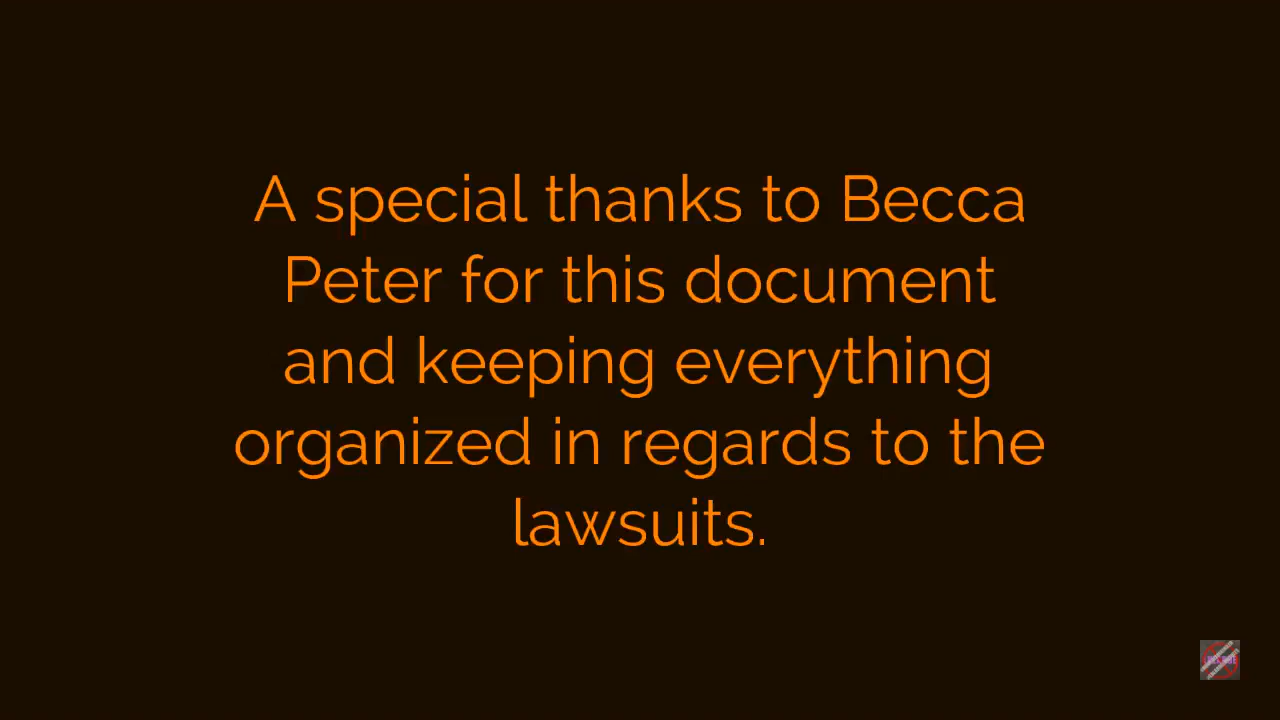 A special thanks to Becca
Peter for this document
and keeping everything
organized in regards to the
lawsuits.